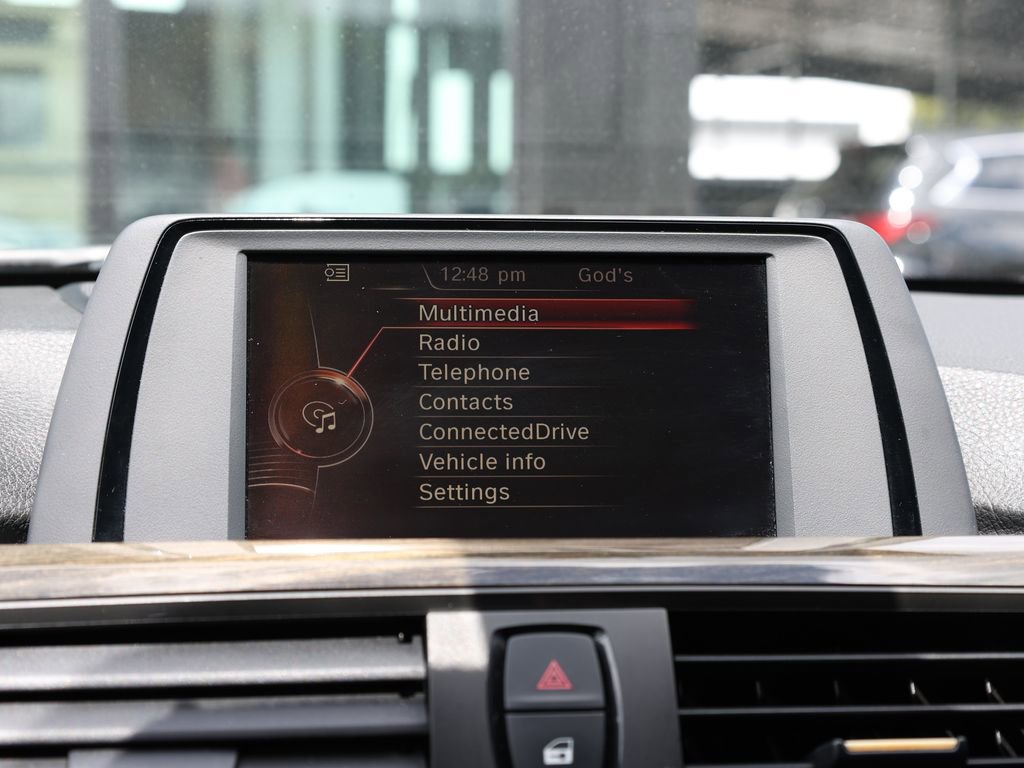 12:48 pm God's
Multimedia
Radio
Telephone
Contacts
ConnectedDrive
Vehicle info
Settings